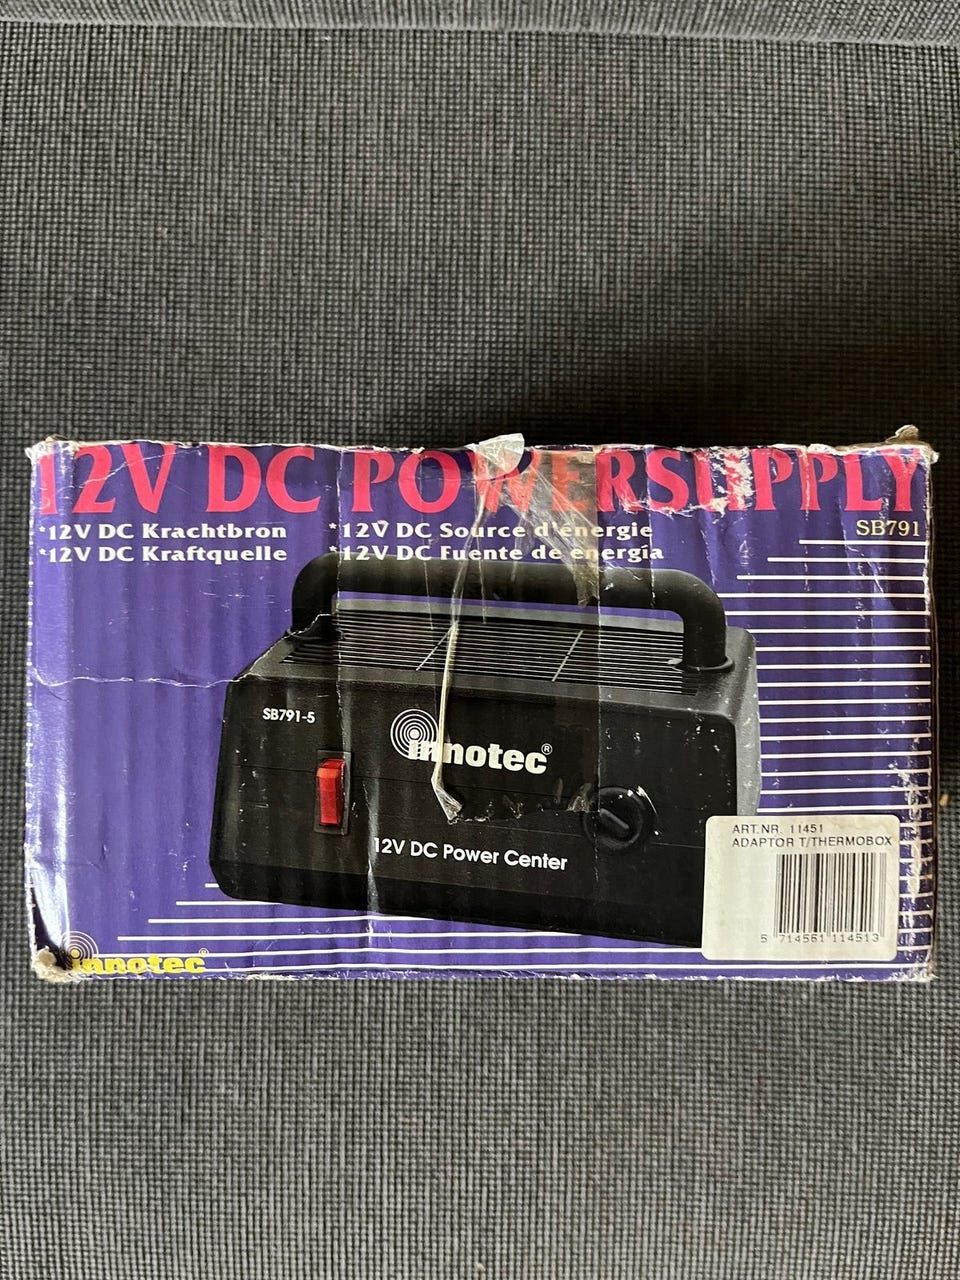 12V DC POWERSUPPLY
*12V DC Krachtbron *12V DC Source d'énergie
*12V DC Kraftquelle *12V DC Fuente de energía
SB791
SB791-5
innotec®
12V DC Power Center
ART.NR. 11451
ADAPTOR T/THERMOBOX
5 714561 114513
innotec®